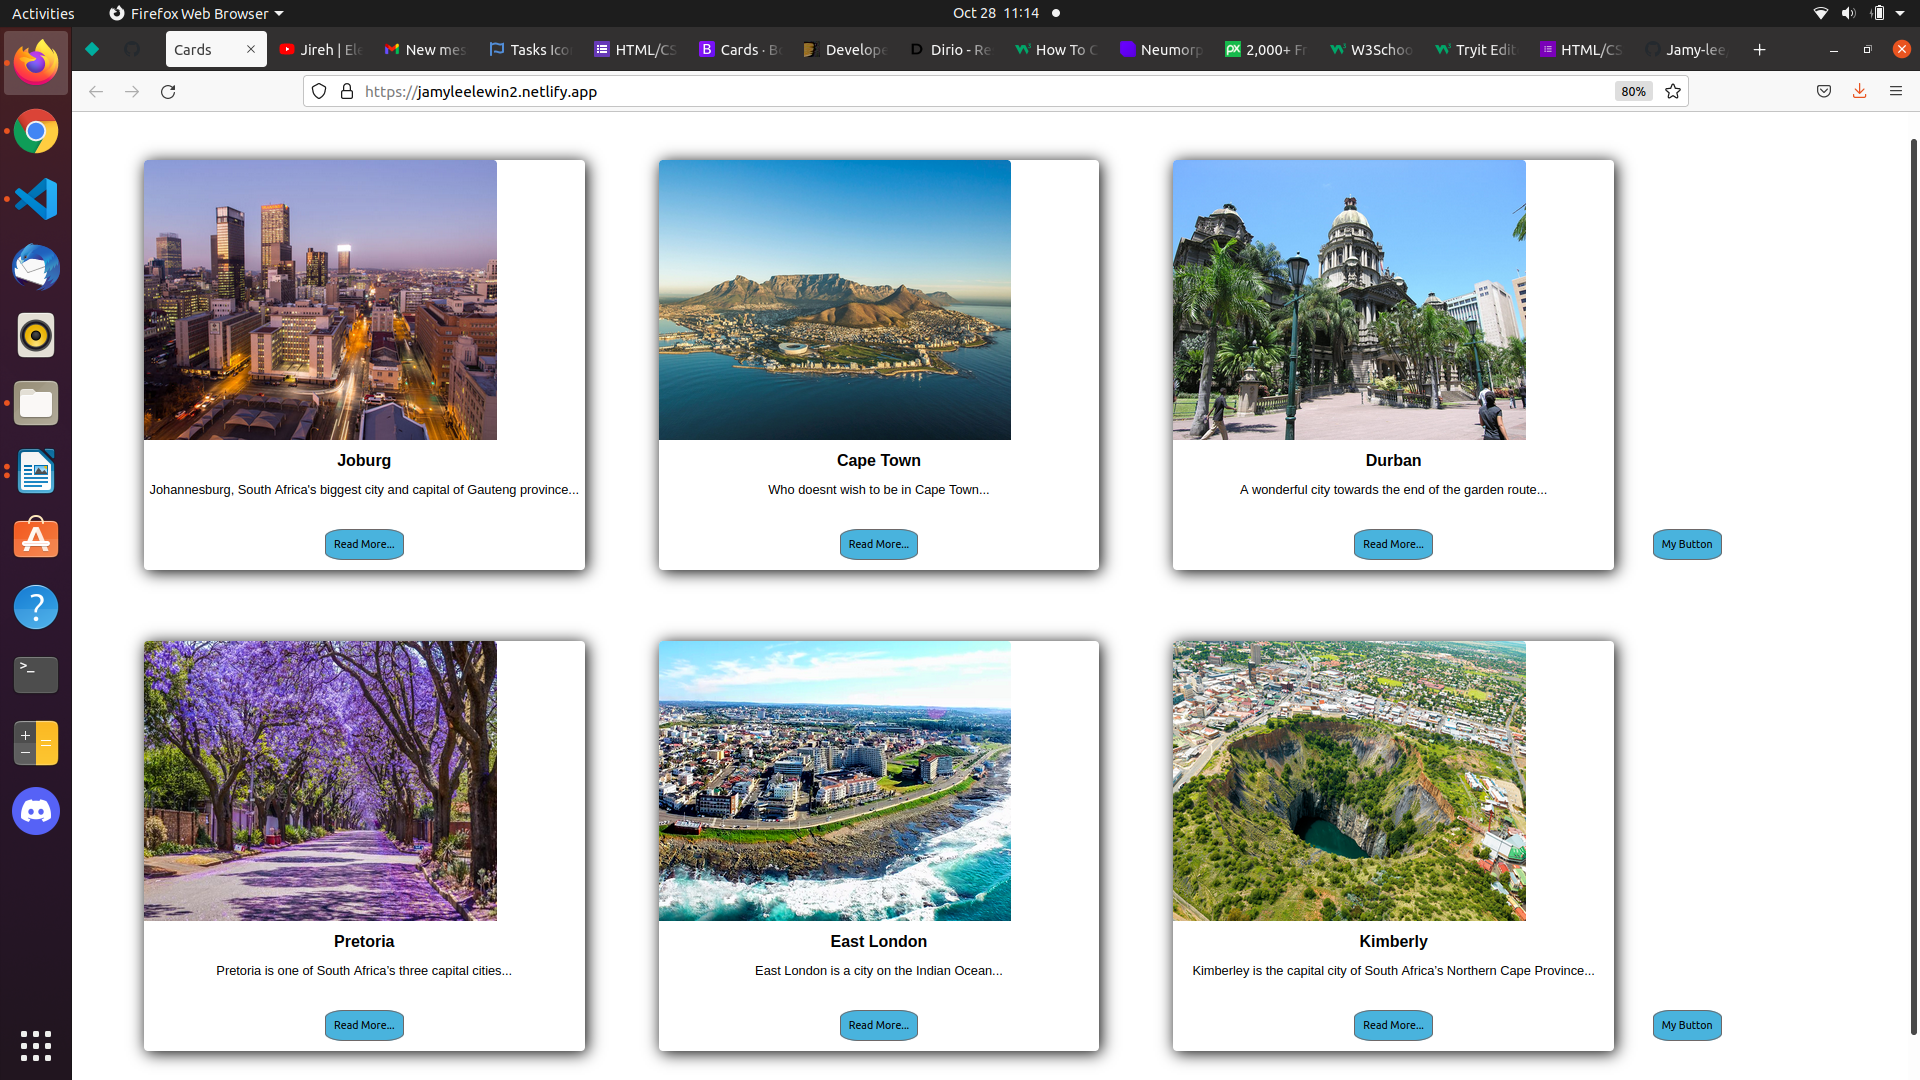 Activities
Firefox Web Browser
Oct 28 11:14
Cards
Jireh | Ele
New mes
Tasks Ico
HTML/CS
Cards · Bo
Develope
Dirio - Re
How To C
Neumorp
2,000+ Fr
W3Schoo
Tryit Edit
HTML/CS
Jamy-lee
https://jamyleelewin2.netlify.app
80%
Joburg
Johannesburg, South Africa's biggest city and capital of Gauteng province...
Read More...
Cape Town
Who doesnt wish to be in Cape Town...
Read More...
Durban
A wonderful city towards the end of the garden route...
Read More...
My Button
Pretoria
Pretoria is one of South Africa's three capital cities...
Read More...
East London
East London is a city on the Indian Ocean...
Read More...
Kimberly
Kimberley is the capital city of South Africa's Northern Cape Province...
Read More...
My Button